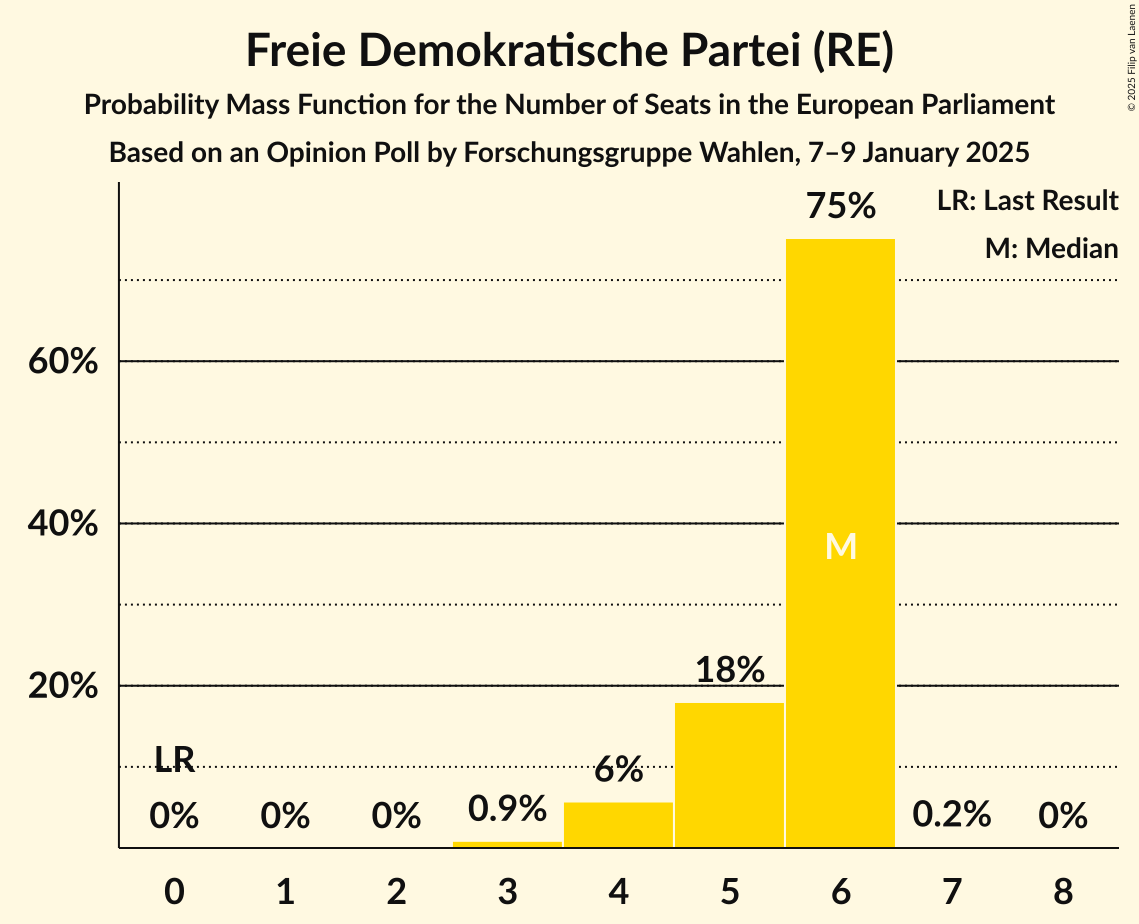 Freie Demokratische Partei (RE)
Probability Mass Function for the Number of Seats in the European Parliament
Based on an Opinion Poll by Forschungsgruppe Wahlen, 7–9 January 2025
© 2025 Filip van Laenen
LR: Last Result
M: Median
75%
60%
40%
M
18%
20%
LR
6%
0%
0%
0%
0.9%
0.2%
0%
0 1 2 3 4 5 6 7 8